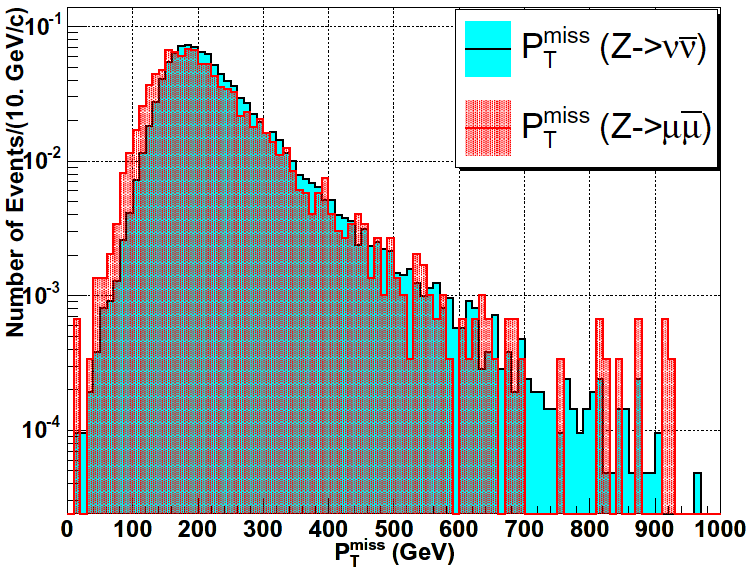 Number of Events/(10. GeV/c)
10⁻¹
10⁻²
10⁻³
10⁻⁴
P_T^miss (Z->νν̅)
P_T^miss (Z->μμ̅)
0 100 200 300 400 500 600 700 800 900 1000
P_T^miss (GeV)